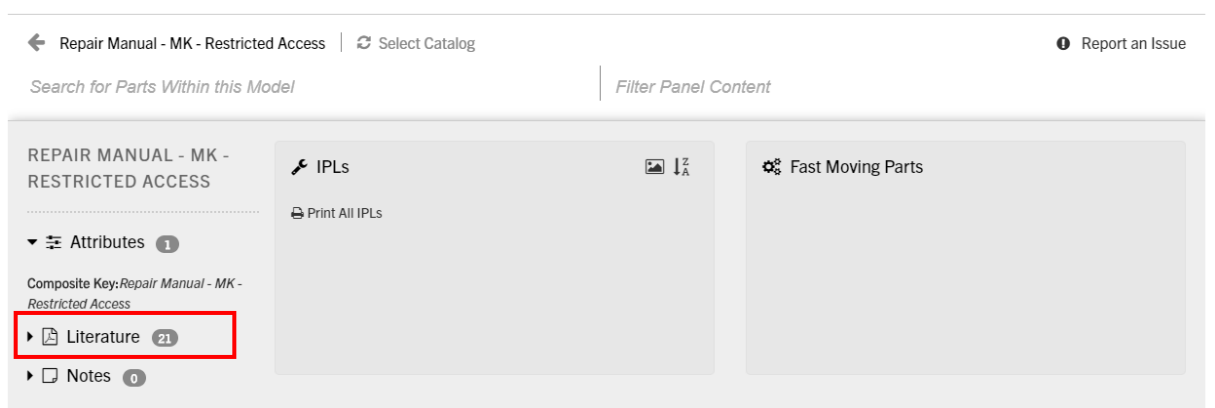 Repair Manual - MK - Restricted Access
Select Catalog
Report an Issue
Search for Parts Within this Model
Filter Panel Content
REPAIR MANUAL - MK -
RESTRICTED ACCESS
Attributes 1
Composite Key:Repair Manual - MK -
Restricted Access
Literature 21
Notes 0
IPLs
Z
A
Print All IPLs
Fast Moving Parts